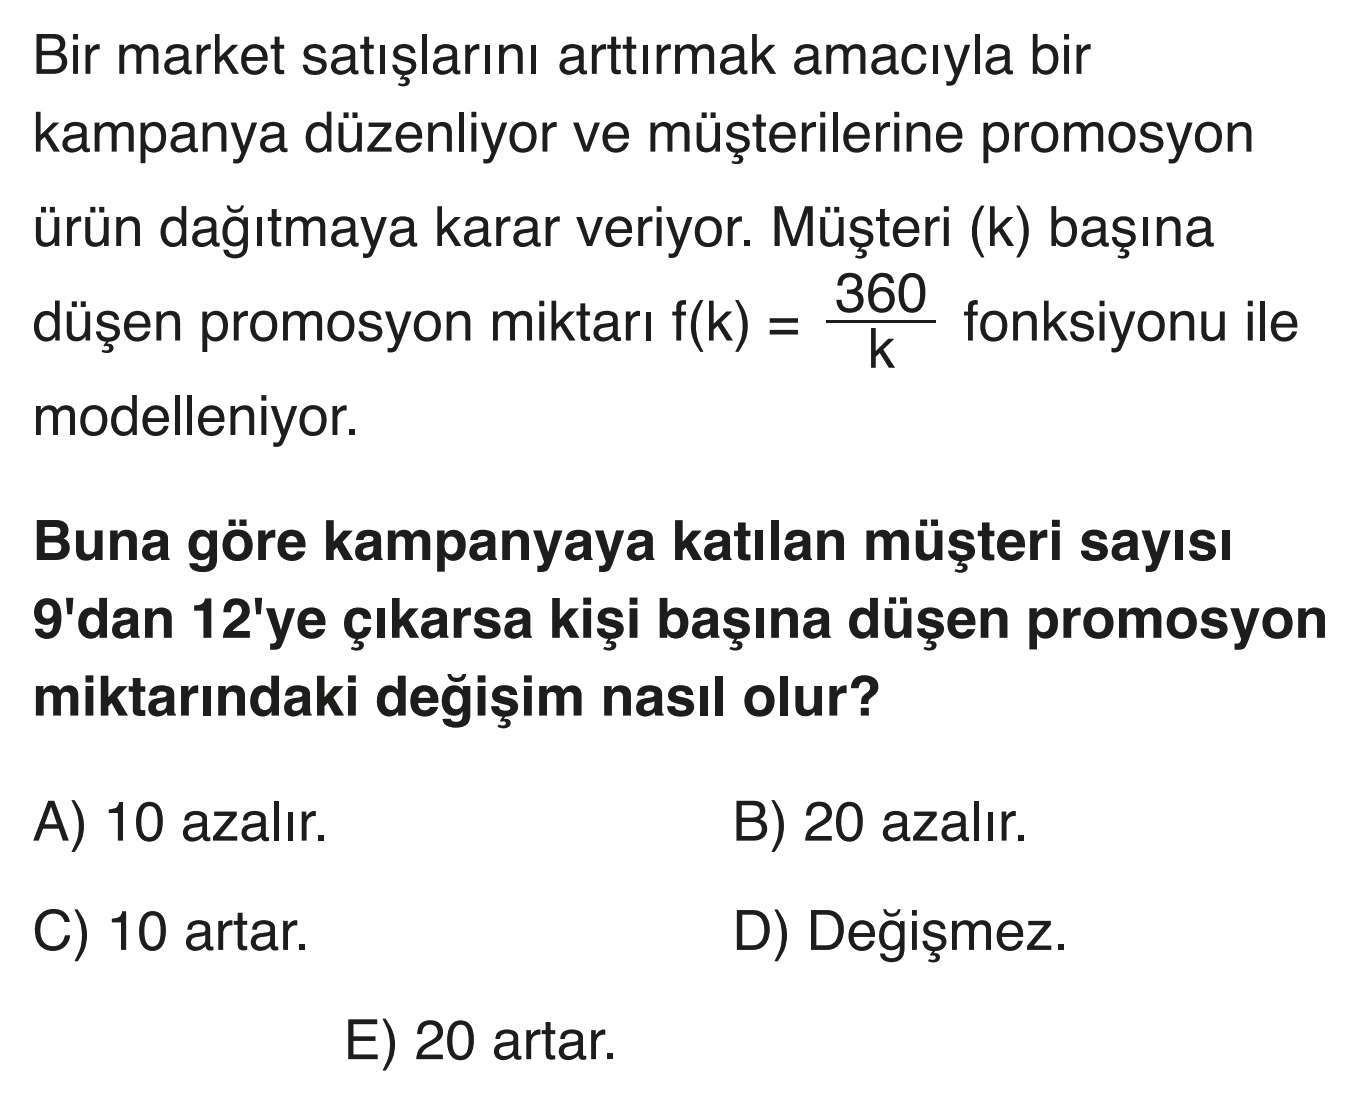 Bir market satışlarını arttırmak amacıyla bir
kampanya düzenliyor ve müşterilerine promosyon
ürün dağıtmaya karar veriyor. Müşteri (k) başına
düşen promosyon miktarı f(k) = 360/k fonksiyonu ile
modelleniyor.
Buna göre kampanyaya katılan müşteri sayısı
9'dan 12'ye çıkarsa kişi başına düşen promosyon
miktarındaki değişim nasıl olur?
A) 10 azalır. B) 20 azalır.
C) 10 artar. D) Değişmez.
E) 20 artar.